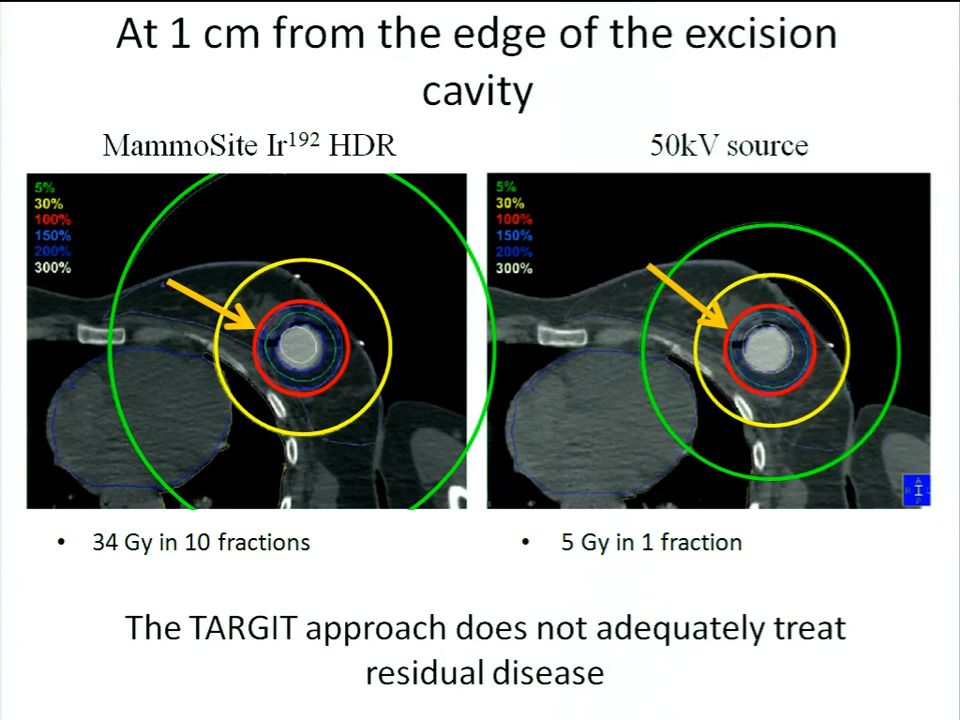 At 1 cm from the edge of the excision
cavity
MammoSite Ir192 HDR
50kV source
5%
30%
100%
150%
200%
300%
5%
30%
100%
150%
200%
300%
• 34 Gy in 10 fractions
• 5 Gy in 1 fraction
The TARGIT approach does not adequately treat
residual disease